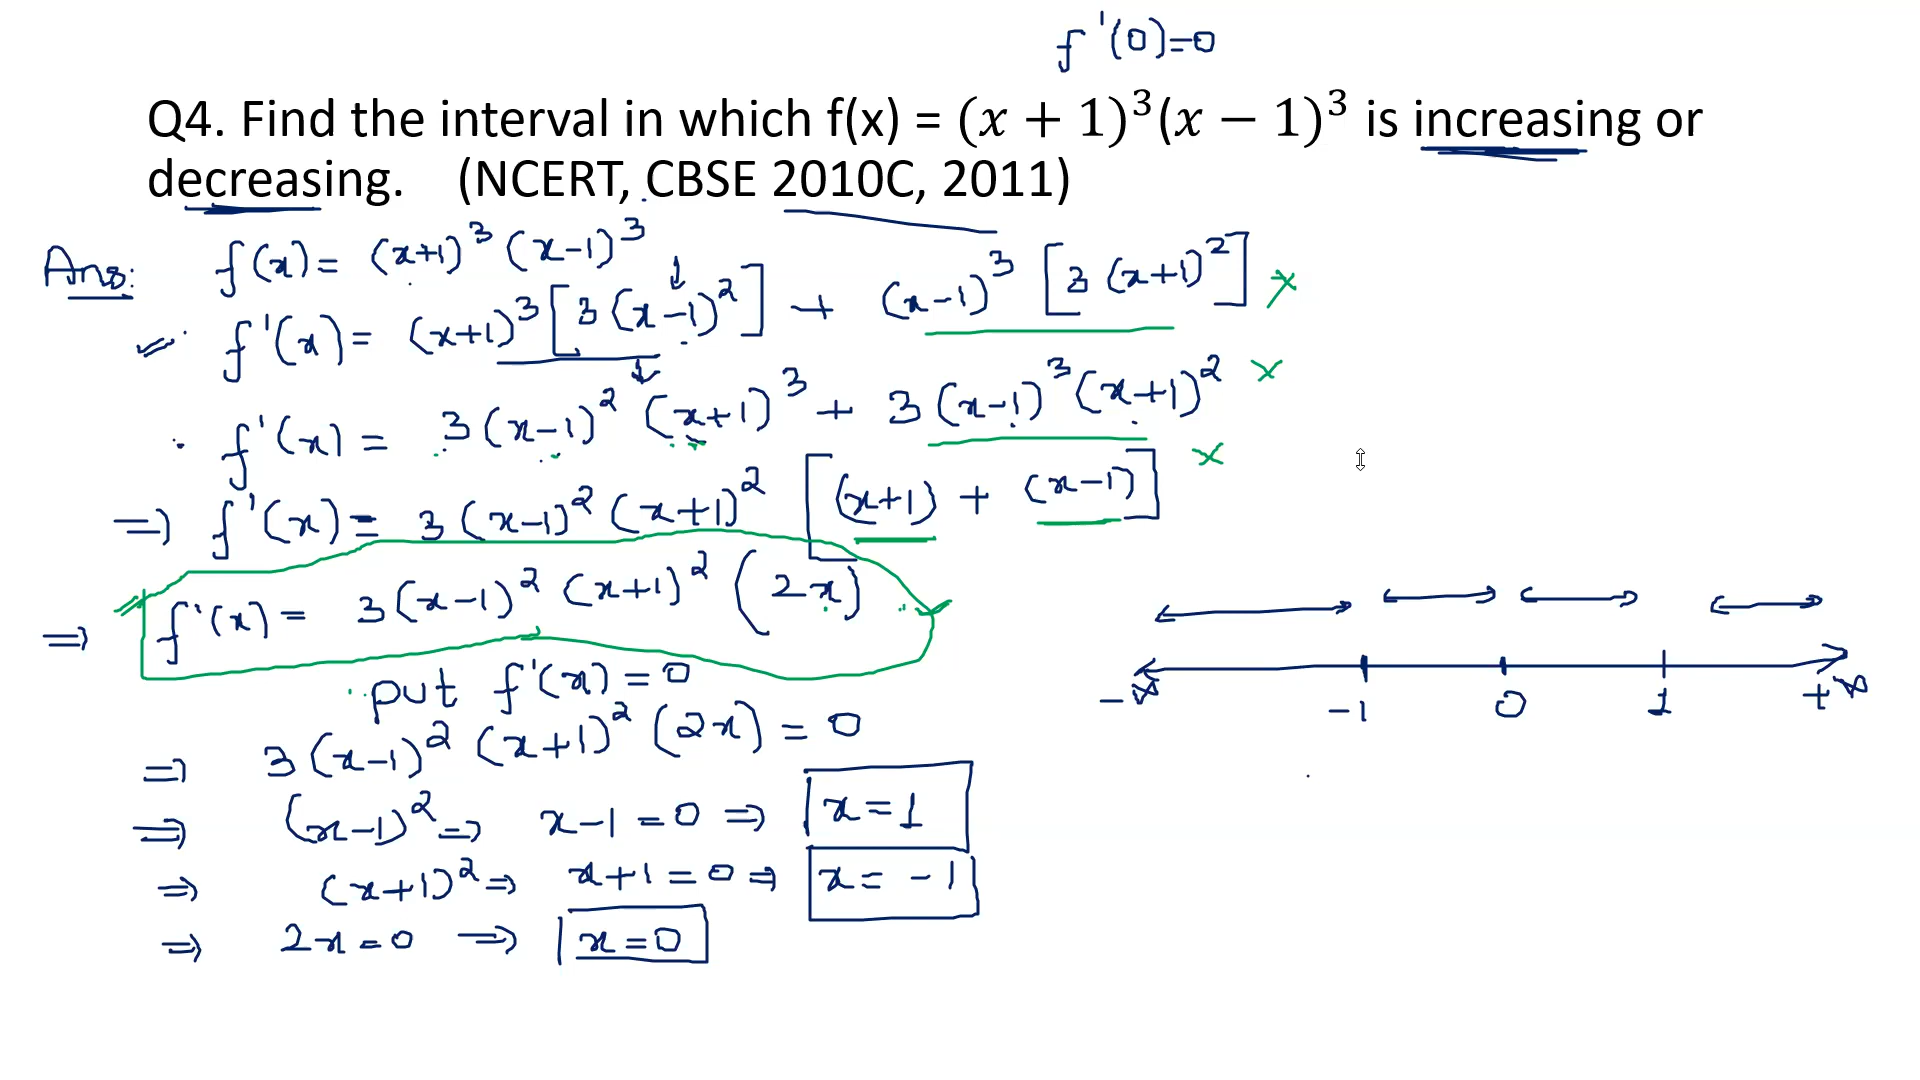 f'(0)=0
Q4. Find the interval in which f(x) = (x + 1)³(x − 1)³ is increasing or
decreasing. (NCERT, CBSE 2010C, 2011)
Ans: f(x) = (x+1)³ (x-1)³
f'(x) = (x+1)³ [3(x-1)²] + (x-1)³ [3(x+1)²]
f'(x) = 3(x-1)² (x+1)³ + 3(x-1)³(x+1)²
=> f'(x) = 3(x-1)² (x+1)² [(x+1) + (x-1)]
=> f'(x) = 3(x-1)² (x+1)² (2x)
put f'(x) = 0
=> 3(x-1)² (x+1)² (2x) = 0
=> (x-1)² => x-1=0 => x=1
=> (x+1)² => x+1=0 => x=-1
=> 2x=0 => x=0
-∞ -1 0 1 +∞